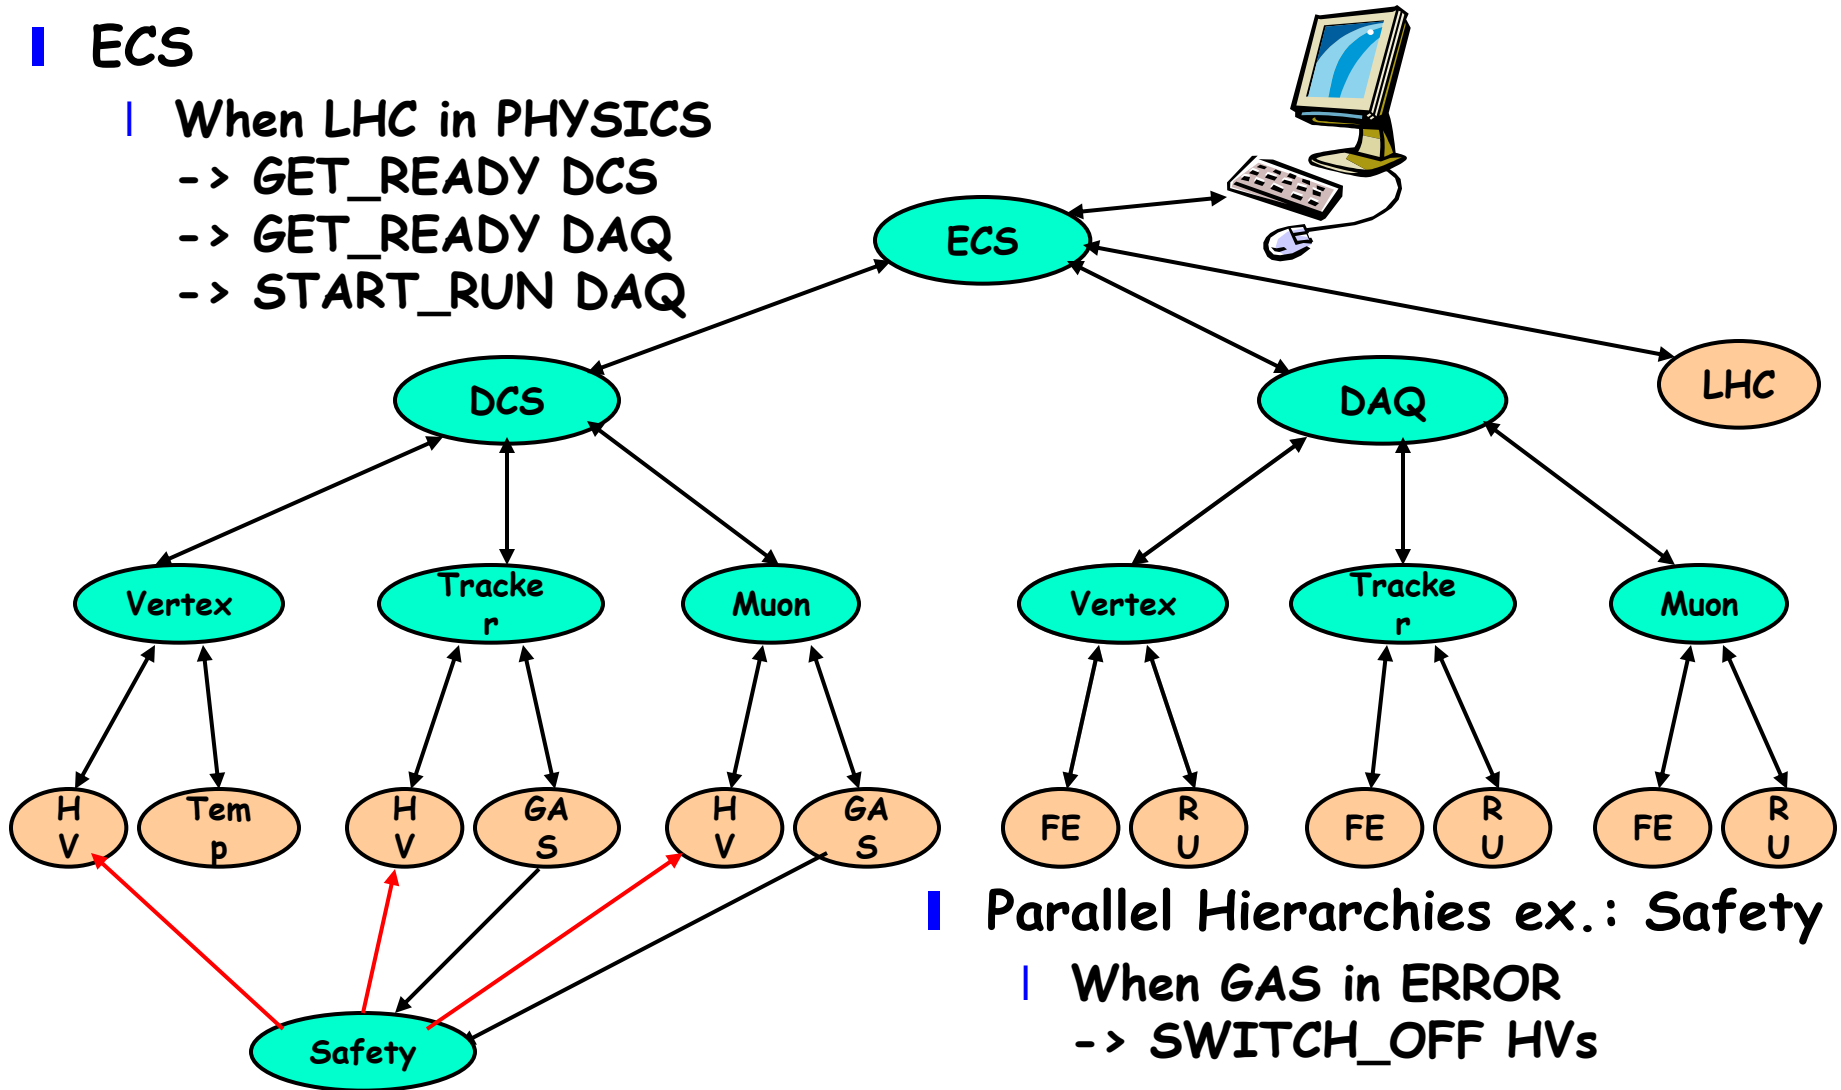 ECS
When LHC in PHYSICS
-> GET_READY DCS
-> GET_READY DAQ
-> START_RUN DAQ
ECS
LHC
DCS
DAQ
Vertex
Tracke
r
Muon
Vertex
Tracke
r
Muon
H
V
Tem
p
H
V
GA
S
H
V
GA
S
FE
R
U
FE
R
U
FE
R
U
Parallel Hierarchies ex.: Safety
When GAS in ERROR
-> SWITCH_OFF HVs
Safety